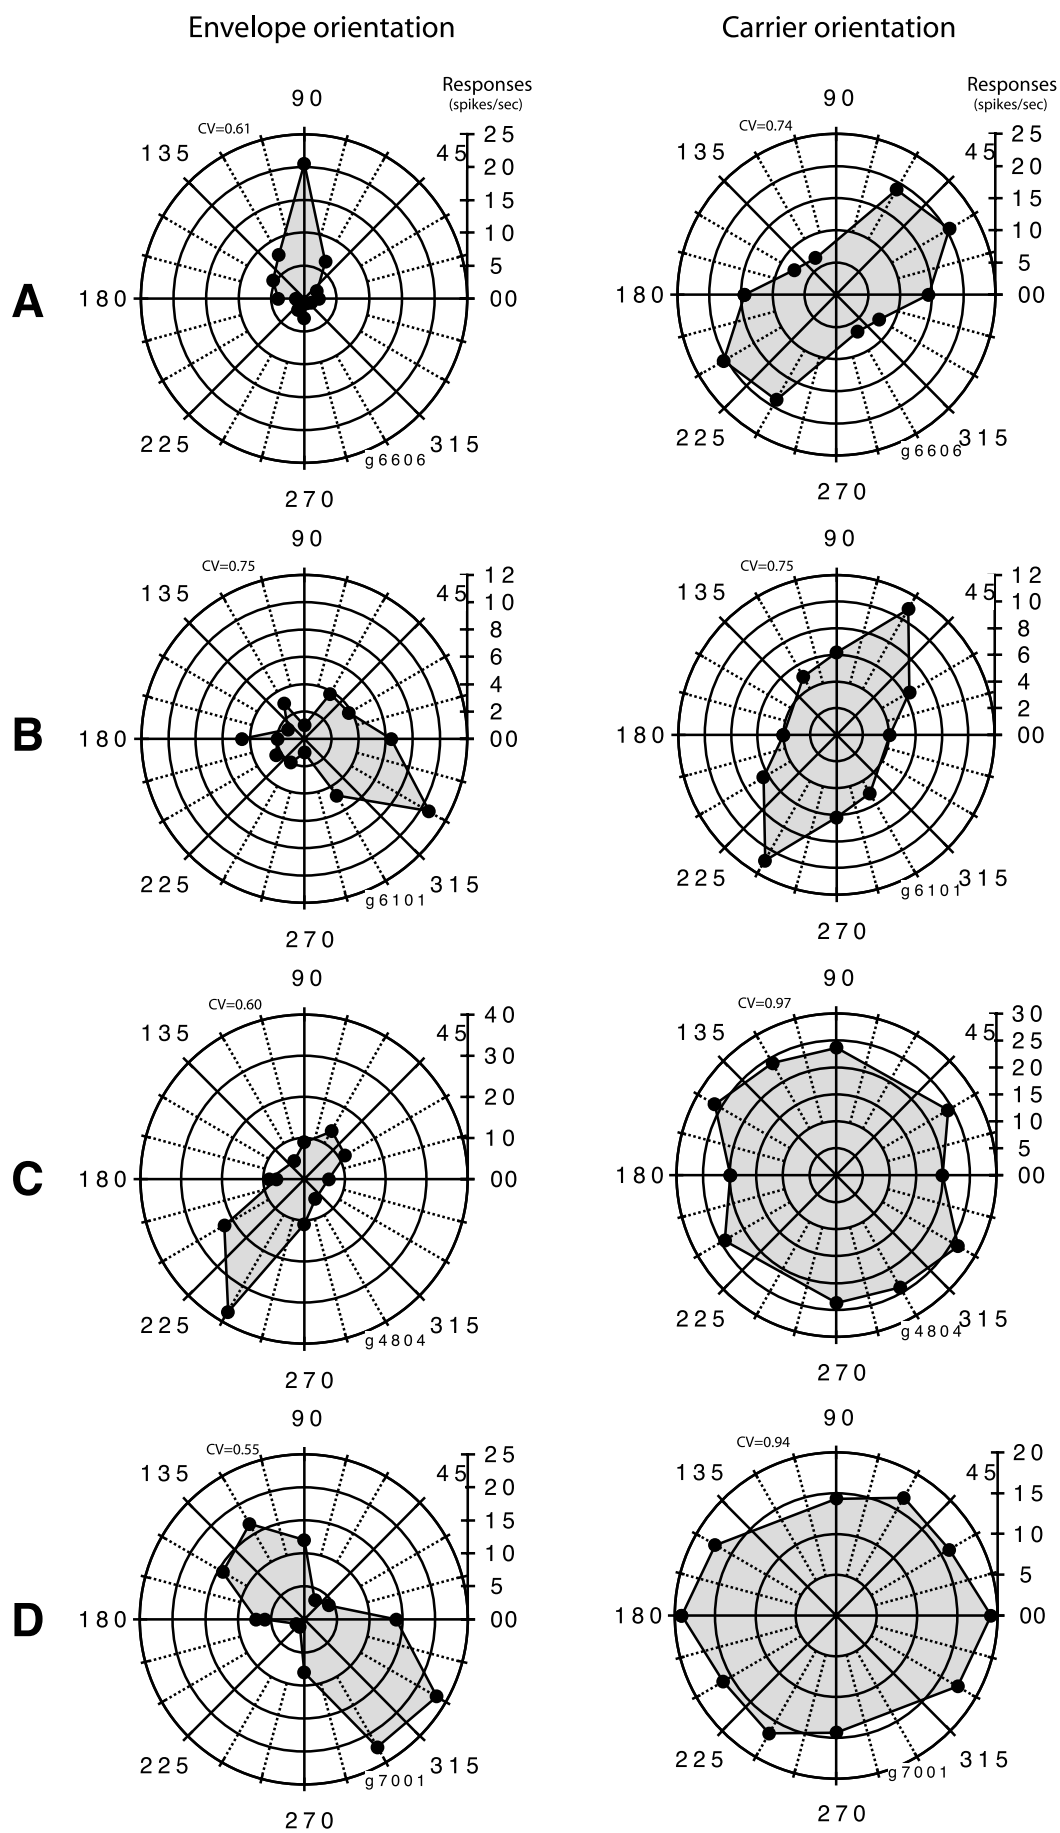 Envelope orientation Carrier orientation
Responses Responses
(spikes/sec) (spikes/sec)
90 90
CV=0.61 CV=0.74
135 45 25 135 45 25
20 20
15 15
10 10
5 5
A 180 00 180 00
225 315 225 315
g6606 g6606
270 270
90 90
CV=0.75 CV=0.75
135 45 12 135 45 12
10 10
8 8
6 6
4 4
2 2
B 180 00 180 00
225 315 225 315
g6101 g6101
270 270
90 90
CV=0.60 CV=0.97
135 45 40 135 45 30
30 25
20 20
10 15
10
5
C 180 00 180 00
225 315 225 315
g4804 g4804
270 270
90 90
CV=0.55 CV=0.94
135 45 25 135 45 20
20 15
15 10
10 5
5
D 180 00 180 00
225 315 225 315
g7001 g7001
270 270